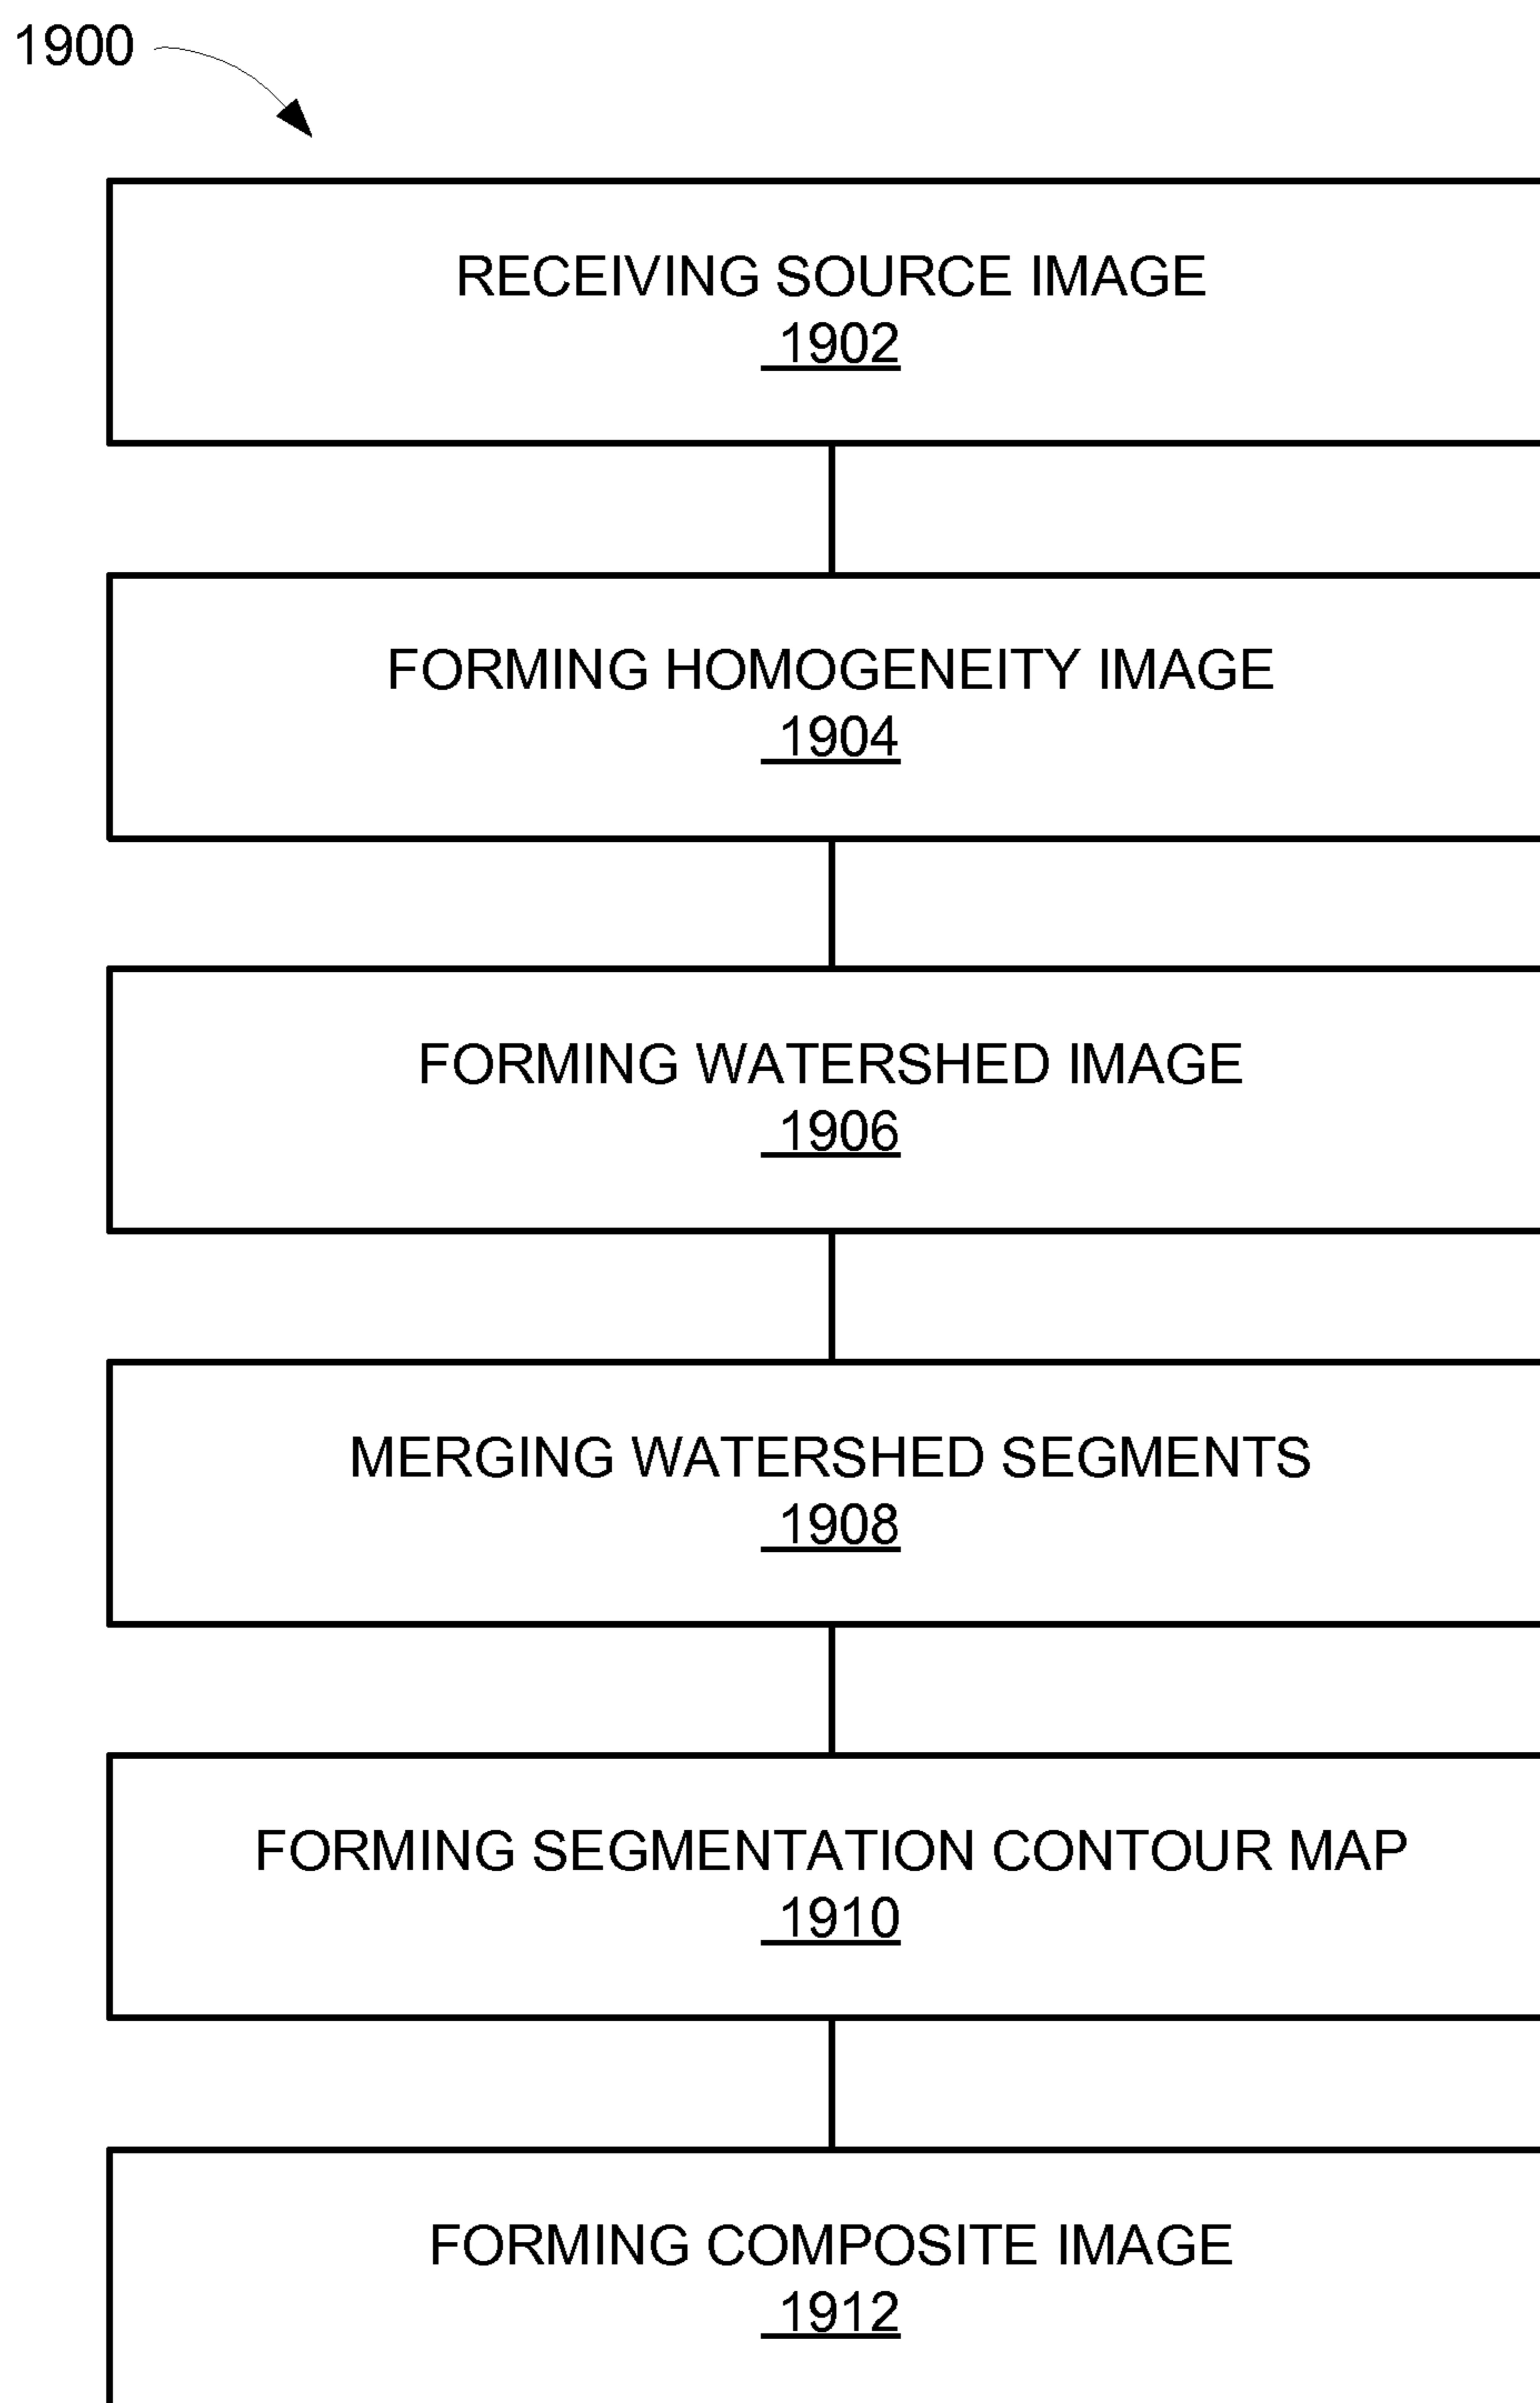 1900
RECEIVING SOURCE IMAGE
1902
FORMING HOMOGENEITY IMAGE
1904
FORMING WATERSHED IMAGE
1906
MERGING WATERSHED SEGMENTS
1908
FORMING SEGMENTATION CONTOUR MAP
1910
FORMING COMPOSITE IMAGE
1912